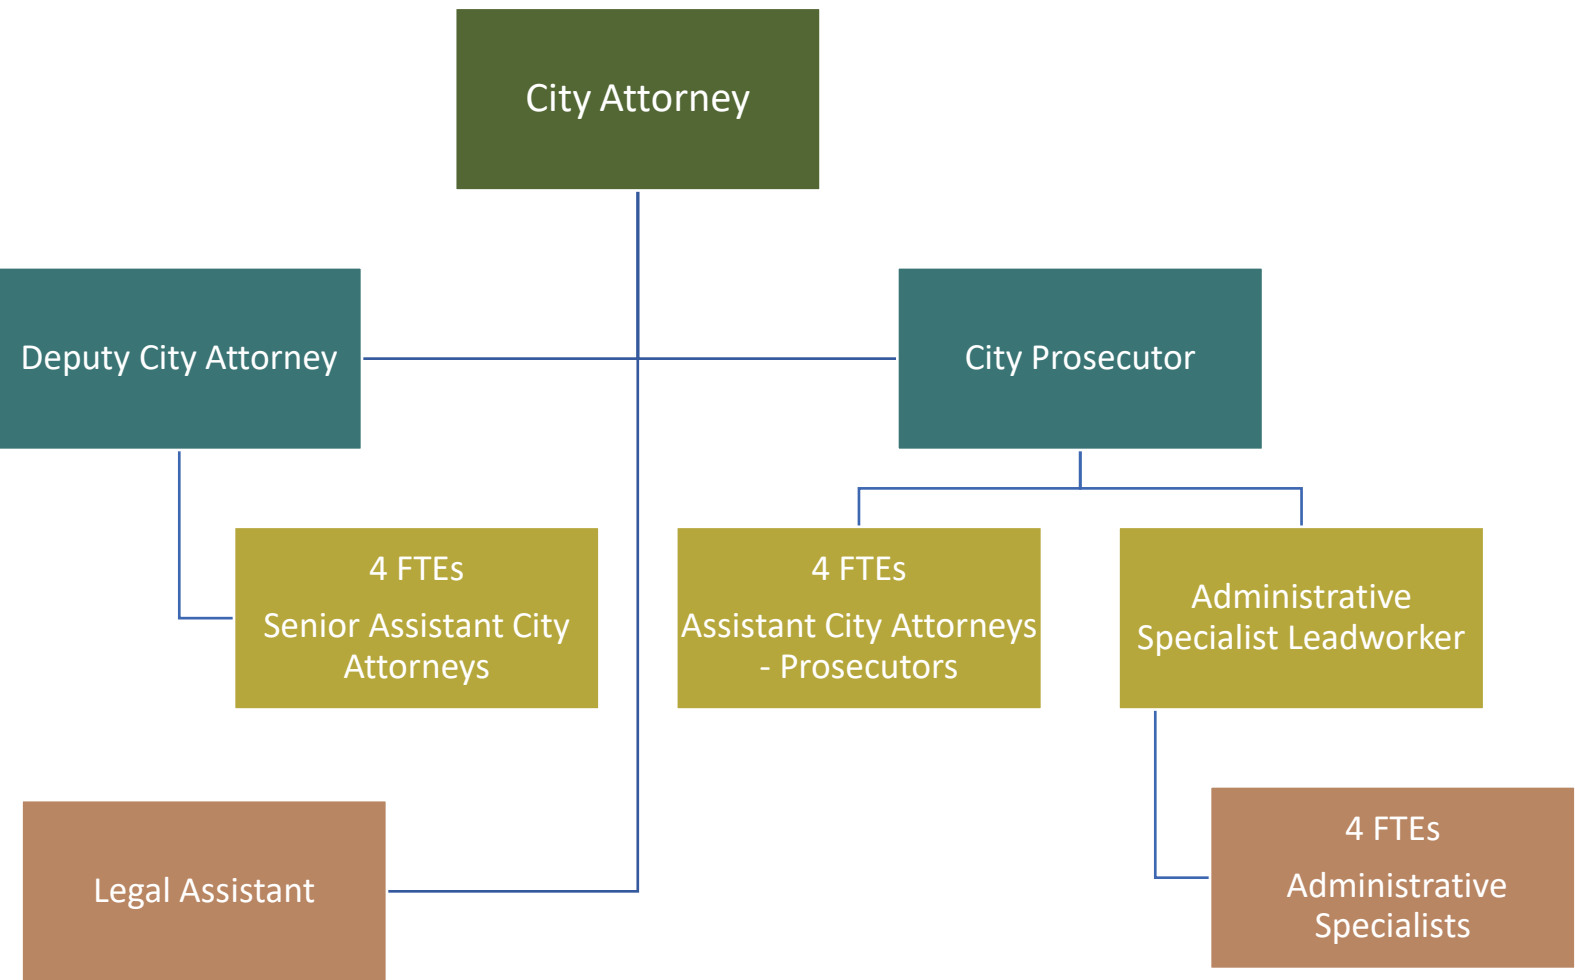 City Attorney
Deputy City Attorney
City Prosecutor
4 FTEs
Senior Assistant City
Attorneys
4 FTEs
Assistant City Attorneys
- Prosecutors
Administrative
Specialist Leadworker
Legal Assistant
4 FTEs
Administrative
Specialists